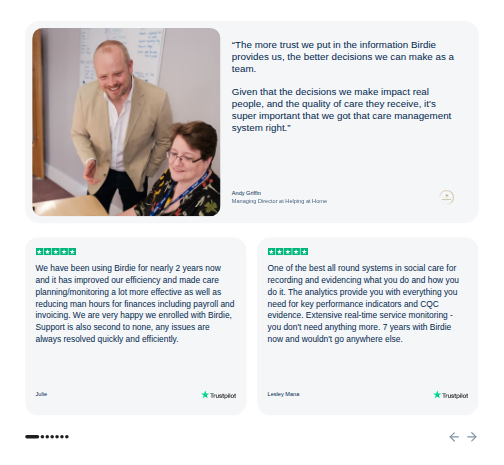 “The more trust we put in the information Birdie
provides us, the better decisions we can make as a
team.
Given that the decisions we make impact real
people, and the quality of care they receive, it's
super important that we got that care management
system right.”
Andy Griffin
Managing Director at Helping at Home
We have been using Birdie for nearly 2 years now
and it has improved our efficiency and made care
planning/monitoring a lot more effective as well as
reducing man hours for finances including payroll and
invoicing. We are very happy we enrolled with Birdie,
Support is also second to none, any issues are
always resolved quickly and efficiently.
Julie
Trustpilot
One of the best all round systems in social care for
recording and evidencing what you do and how you
do it. The analytics provide you with everything you
need for key performance indicators and CQC
evidence. Extensive real-time service monitoring -
you don't need anything more. 7 years with Birdie
now and wouldn't go anywhere else.
Lesley Mana
Trustpilot